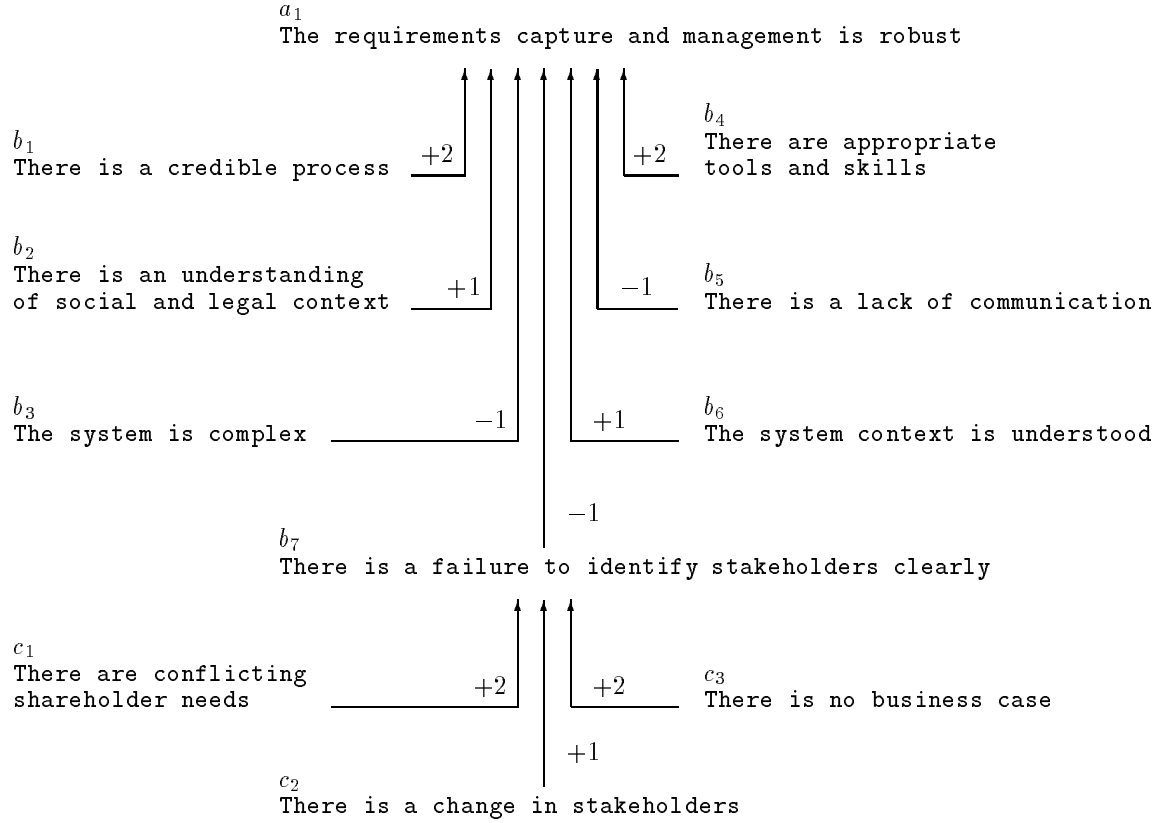 a₁
The requirements capture and management is robust
b₁
There is a credible process
+2
b₄
There are appropriate
tools and skills
+2
b₂
There is an understanding
of social and legal context
+1
b₅
There is a lack of communication
−1
b₃
The system is complex
−1
b₆
The system context is understood
+1
−1
b₇
There is a failure to identify stakeholders clearly
c₁
There are conflicting
shareholder needs
+2
c₃
There is no business case
+2
+1
c₂
There is a change in stakeholders